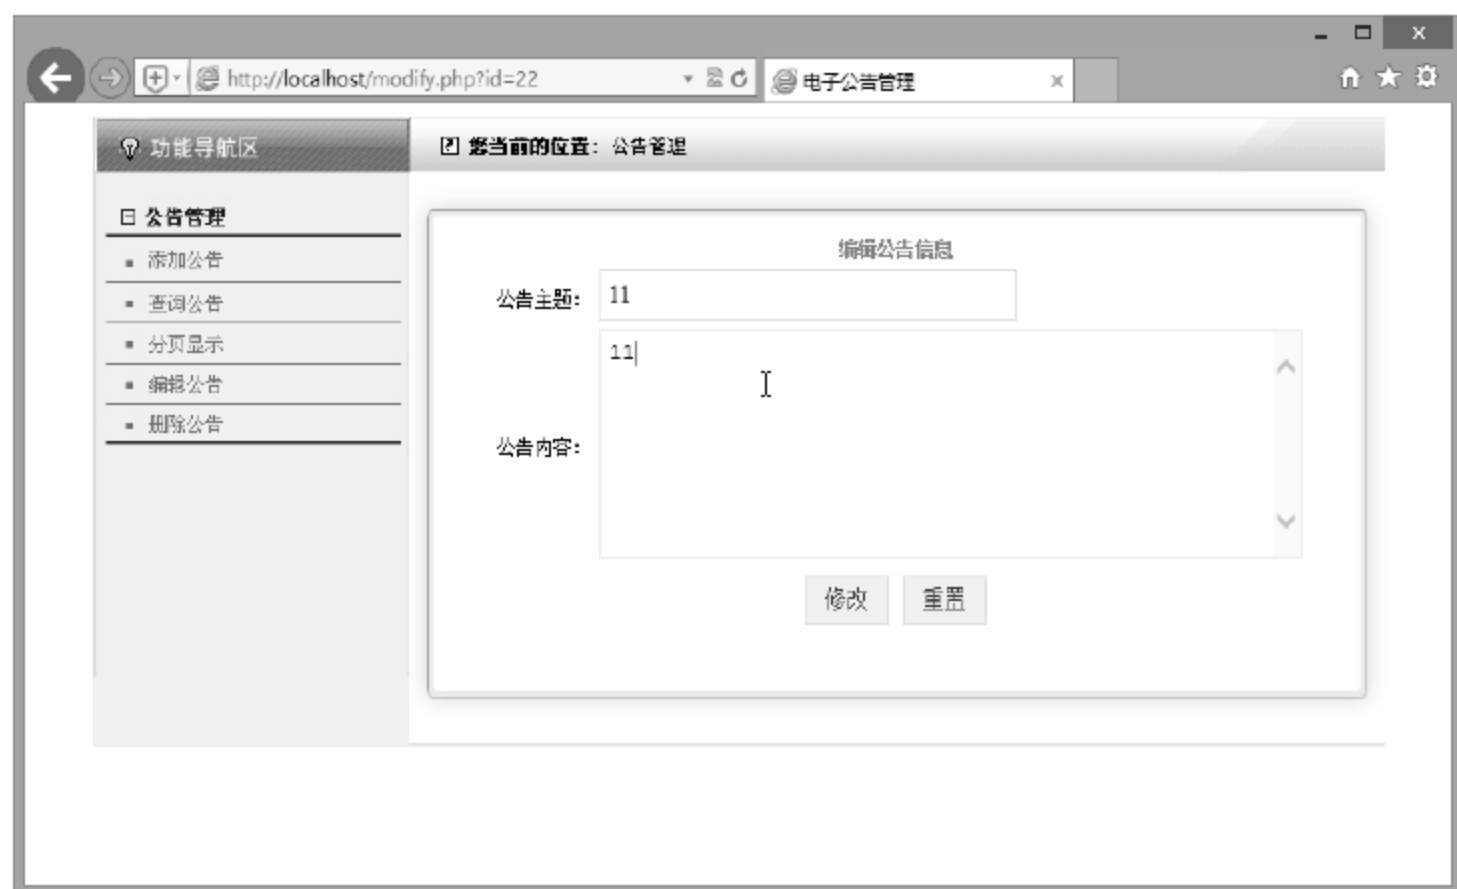 http://localhost/modify.php?id=22
电子公告管理
功能导航区
您当前的位置：公告管理
公告管理
添加公告
查询公告
分页显示
编辑公告
删除公告
编辑公告信息
公告主题： 11
公告内容： 11
修改 重置